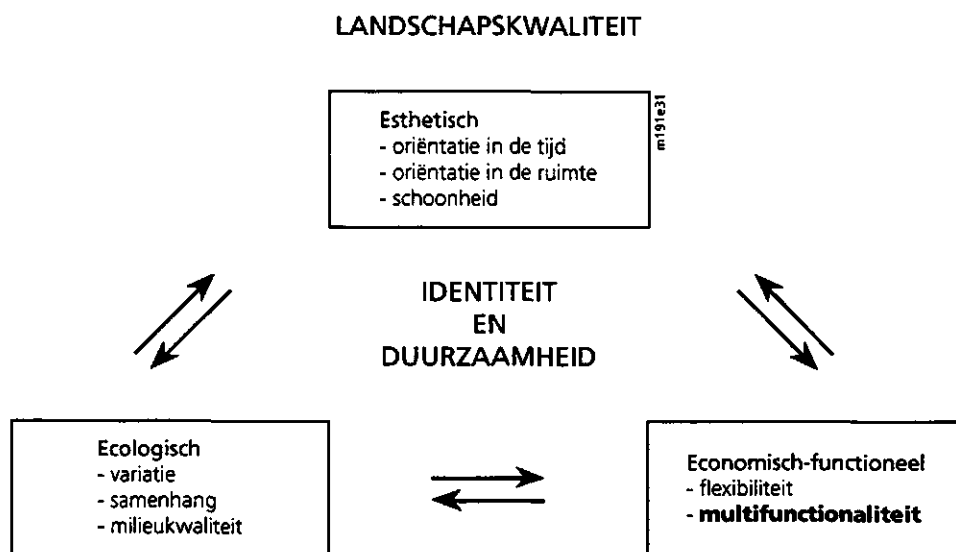 LANDSCHAPSKWALITEIT
Esthetisch
- oriëntatie in de tijd
- oriëntatie in de ruimte
- schoonheid
m191e31
IDENTITEIT
EN
DUURZAAMHEID
Ecologisch
- variatie
- samenhang
- milieukwaliteit
Economisch-functioneel
- flexibiliteit
- multifunctionaliteit